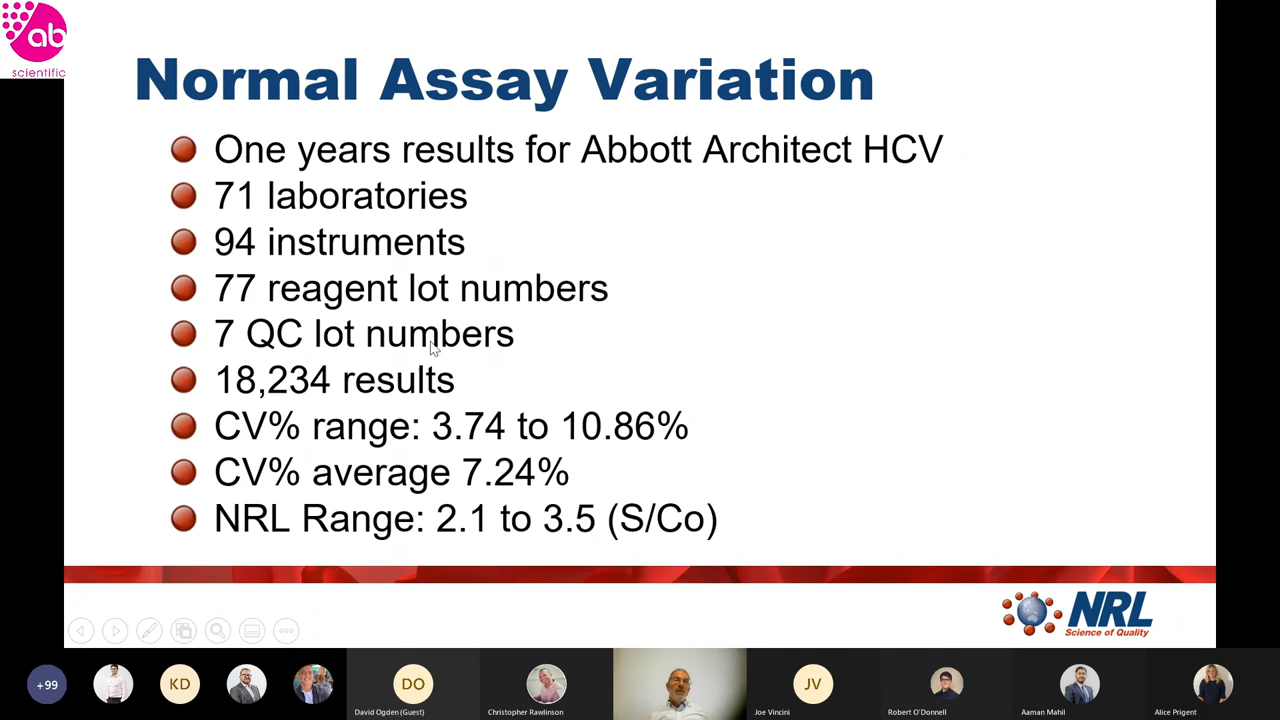 ab
scientific
Normal Assay Variation
One years results for Abbott Architect HCV
71 laboratories
94 instruments
77 reagent lot numbers
7 QC lot numbers
18,234 results
CV% range: 3.74 to 10.86%
CV% average 7.24%
NRL Range: 2.1 to 3.5 (S/Co)
NRL
Science of Quality
+99
KD
DO
JV
David Ogden (Guest)
Christopher Rawlinson
Joe Vincini
Robert O'Donnell
Aaman Mahil
Alice Prigent